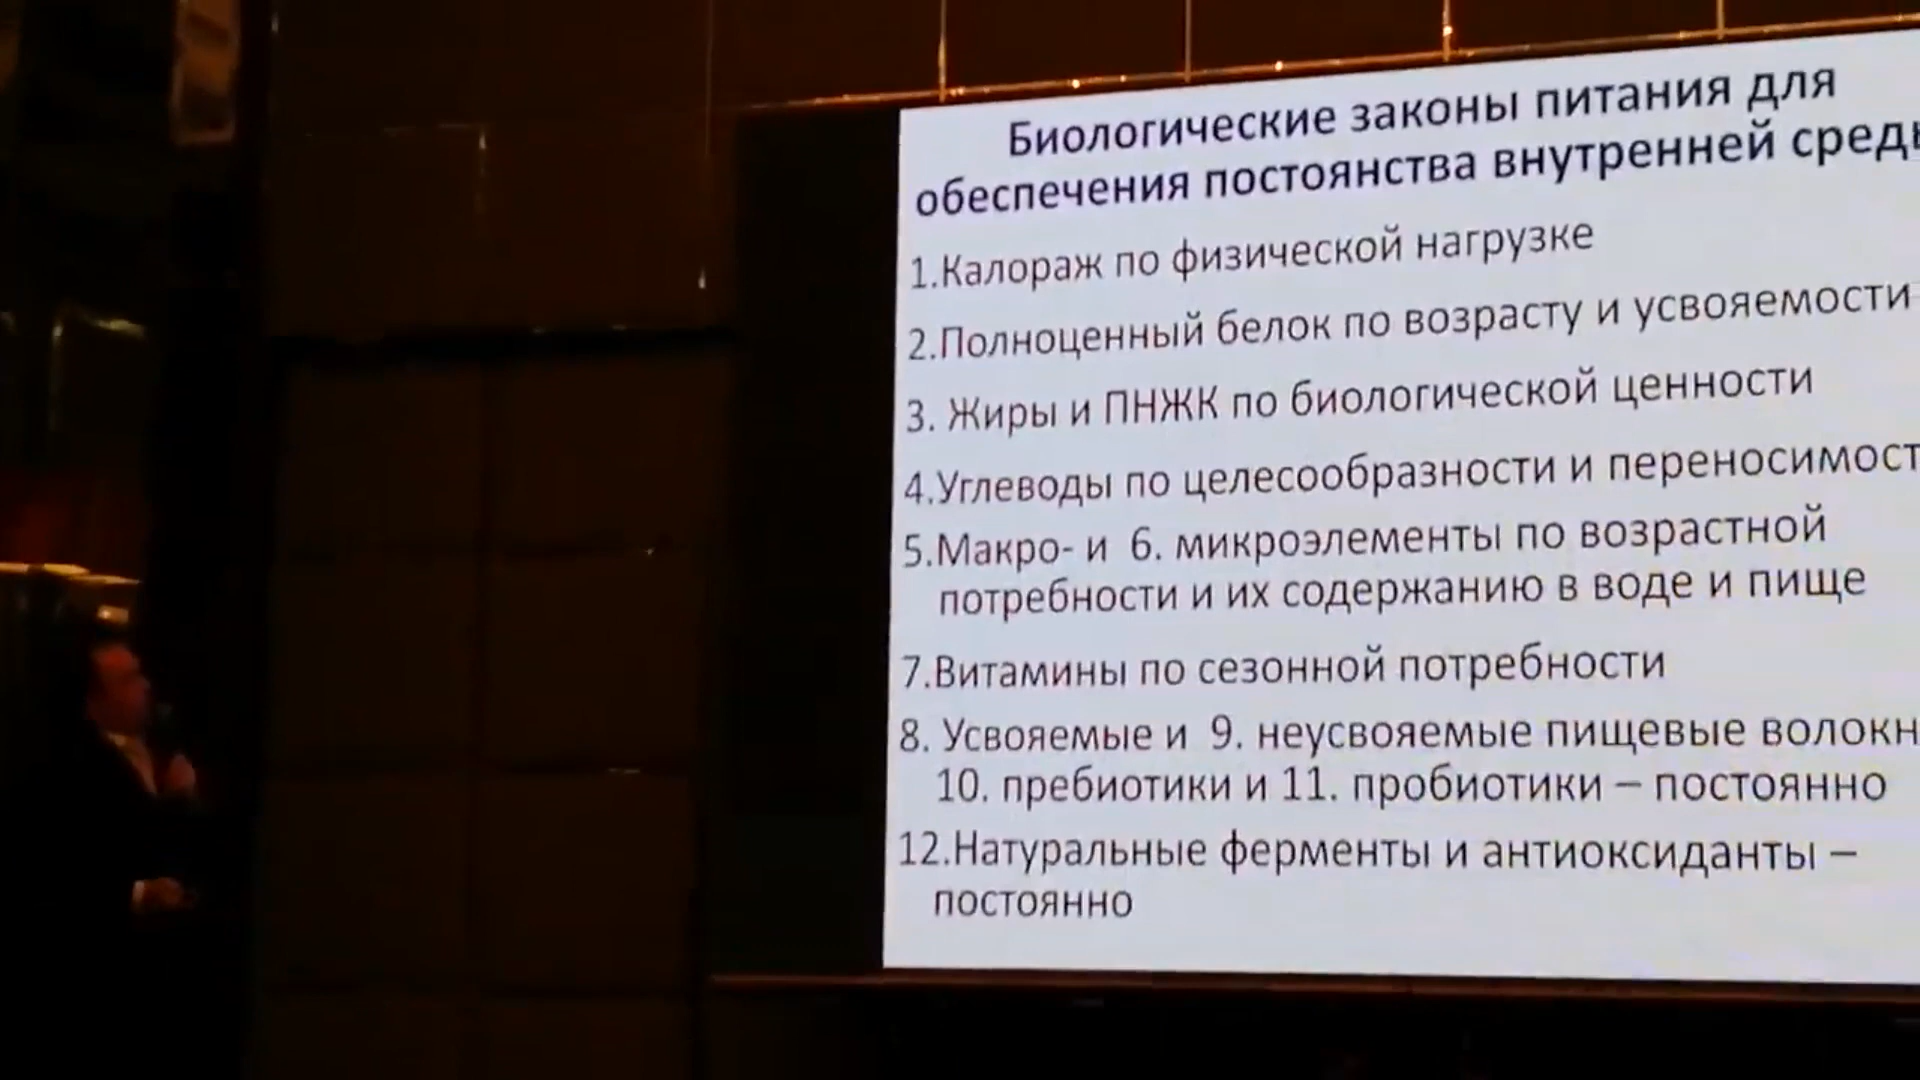 Биологические законы питания для
обеспечения постоянства внутренней
1.Калораж по физической нагрузке
2.Полноценный белок по возрасту и усвояемости
3. Жиры и ПНЖК по биологической ценности
4.Углеводы по целесообразности и
5.Макро- и 6. микроэлементы по возрастной
потребности и их содержанию в воде и пище
7.Витамины по сезонной потребности
8. Усвояемые и 9. неусвояемые пищевые
10. пребиотики и 11. пробиотики – постоянно
12.Натуральные ферменты и антиоксиданты –
постоянно